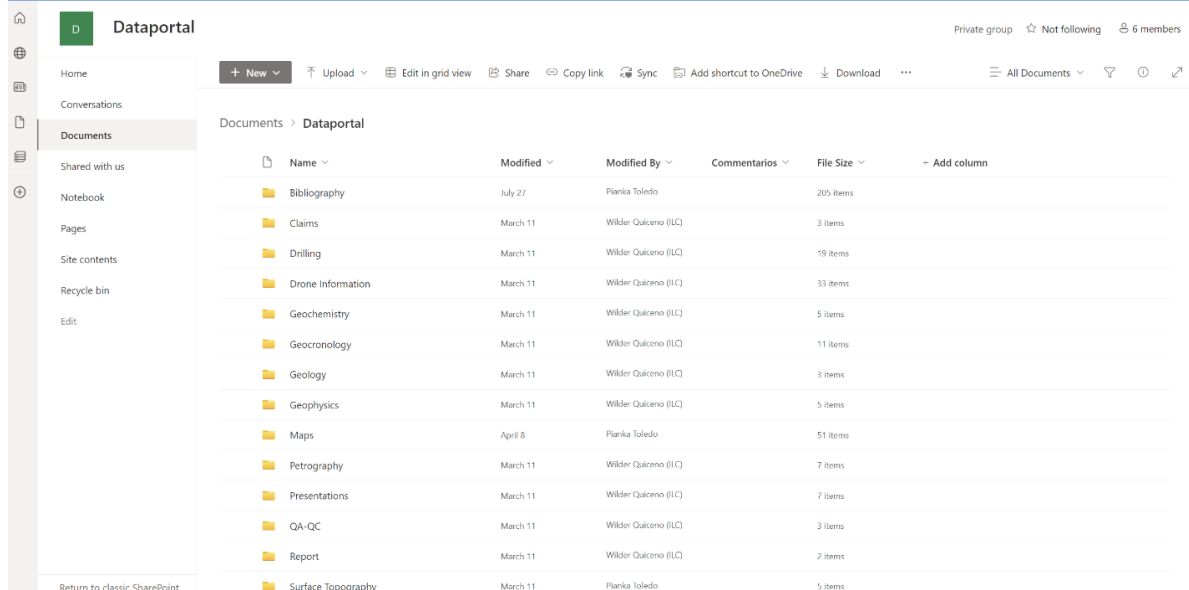 D
Dataportal
Private group
Not following
6 members
Home
Conversations
Documents
Shared with us
Notebook
Pages
Site contents
Recycle bin
Edit
Return to classic SharePoint
+ New
Upload
Edit in grid view
Share
Copy link
Sync
Add shortcut to OneDrive
Download
...
All Documents
Documents > Dataportal
Name Modified Modified By Commentarios File Size + Add column
Bibliography July 27 Pianka Toledo 205 items
Claims March 11 Wilder Quiceno (ILC) 3 items
Drilling March 11 Wilder Quiceno (ILC) 19 items
Drone Information March 11 Wilder Quiceno (ILC) 33 items
Geochemistry March 11 Wilder Quiceno (ILC) 5 items
Geocronology March 11 Wilder Quiceno (ILC) 11 items
Geology March 11 Wilder Quiceno (ILC) 3 items
Geophysics March 11 Wilder Quiceno (ILC) 5 items
Maps April 8 Pianka Toledo 51 items
Petrography March 11 Wilder Quiceno (ILC) 7 items
Presentations March 11 Wilder Quiceno (ILC) 7 items
QA-QC March 11 Wilder Quiceno (ILC) 3 items
Report March 11 Wilder Quiceno (ILC) 2 items
Surface Topography March 11 Pianka Toledo 5 items